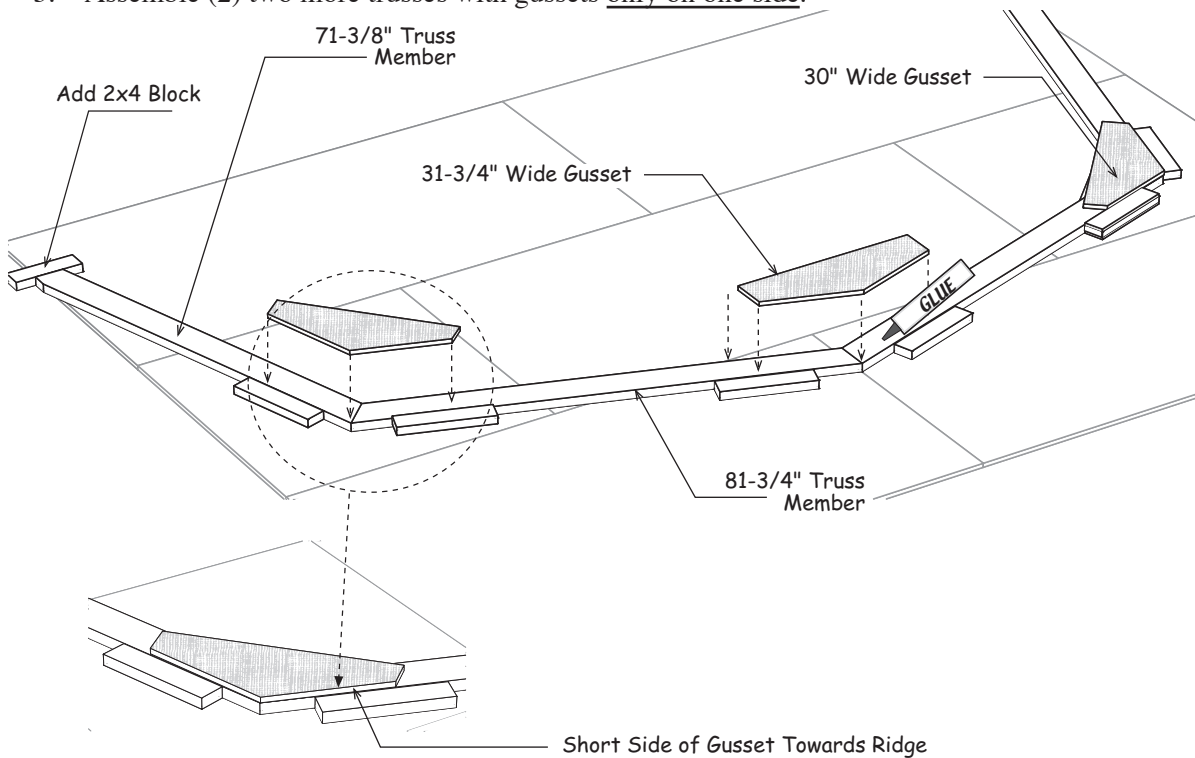 5. Assemble (2) two more trusses with gussets only on one side.
71-3/8" Truss
Member
Add 2x4 Block
30" Wide Gusset
31-3/4" Wide Gusset
GLUE
81-3/4" Truss
Member
Short Side of Gusset Towards Ridge